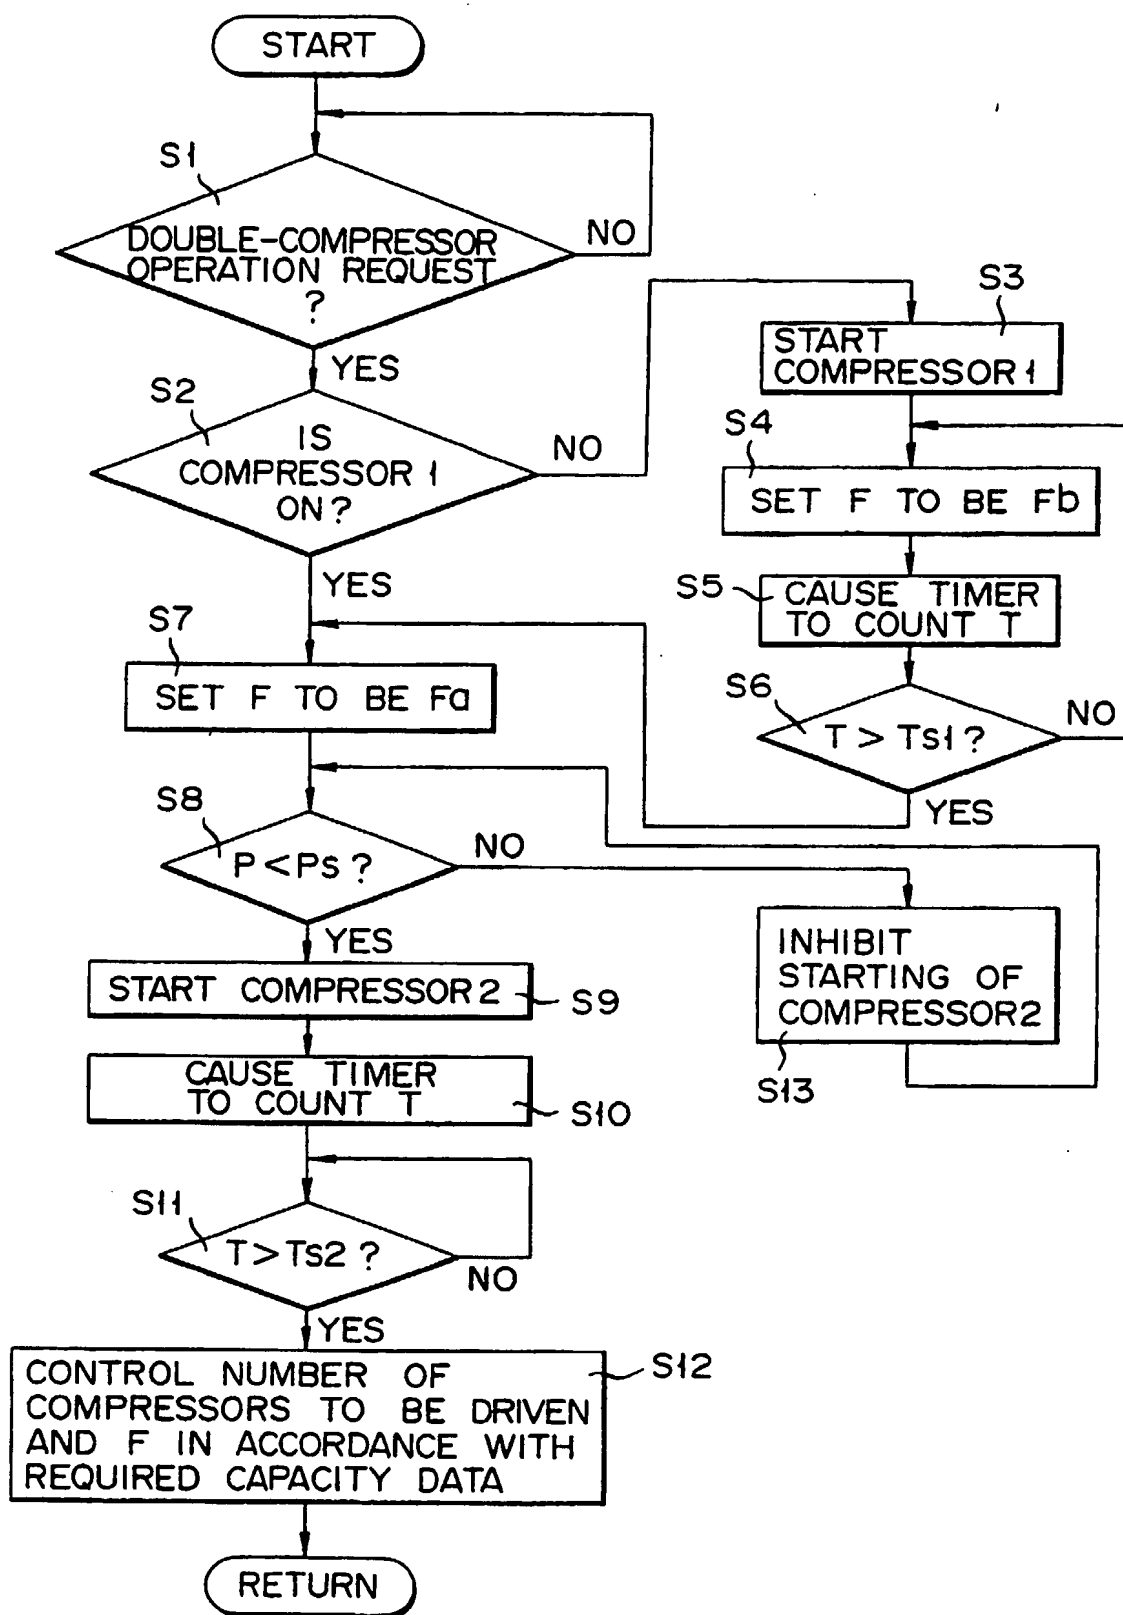 START
S1
DOUBLE-COMPRESSOR
OPERATION REQUEST
?
NO
YES
S2
IS
COMPRESSOR 1
ON?
NO
YES
S3
START
COMPRESSOR 1
S4
SET F TO BE Fb
S5
CAUSE TIMER
TO COUNT T
S6
T > Ts1 ?
NO
YES
S7
SET F TO BE Fa
S8
P < Ps ?
NO
YES
START COMPRESSOR 2
S9
CAUSE TIMER
TO COUNT T
S10
INHIBIT
STARTING OF
COMPRESSOR 2
S13
S11
T > Ts2 ?
NO
YES
CONTROL NUMBER OF
COMPRESSORS TO BE DRIVEN
AND F IN ACCORDANCE WITH
REQUIRED CAPACITY DATA
S12
RETURN